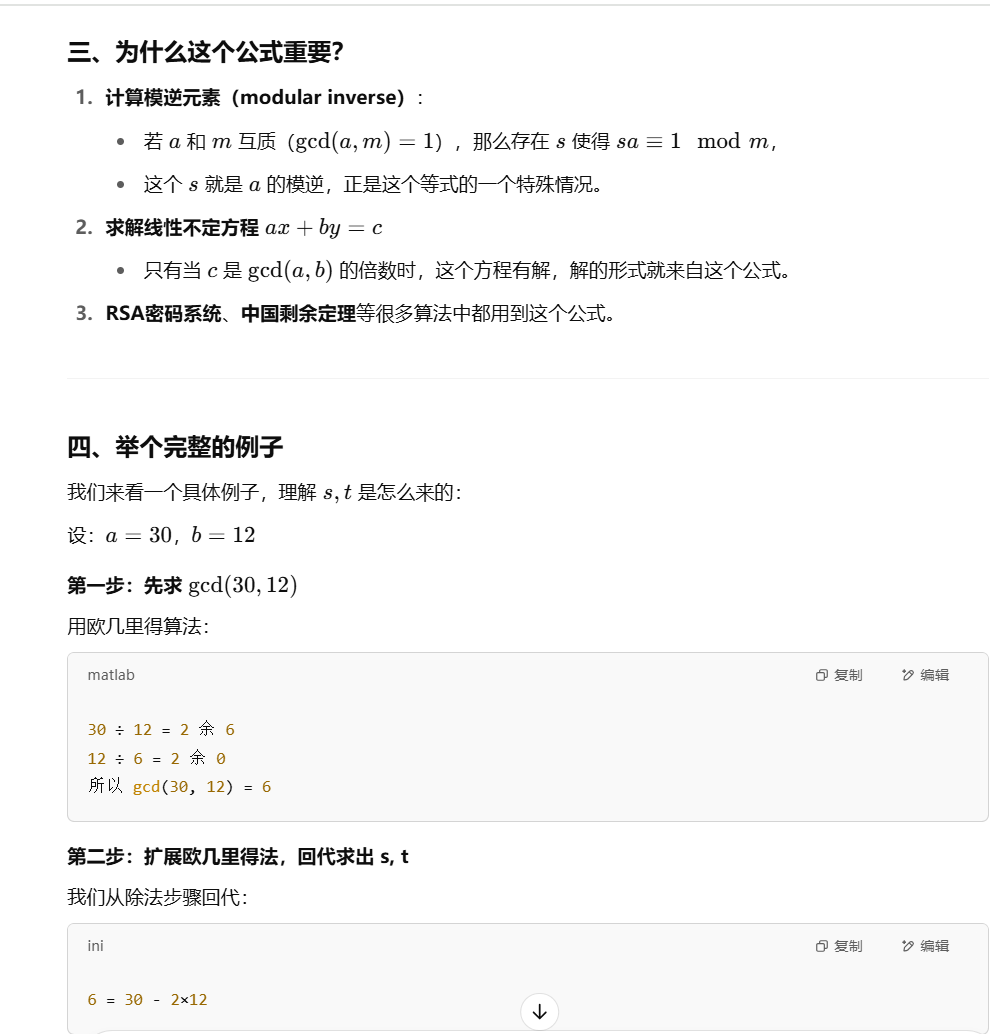 三、为什么这个公式重要？
1. 计算模逆元素（modular inverse）：
• 若 a 和 m 互质（gcd(a, m) = 1），那么存在 s 使得 sa ≡ 1 mod m，
• 这个 s 就是 a 的模逆，正是这个等式的一个特殊情况。
2. 求解线性不定方程 ax + by = c
• 只有当 c 是 gcd(a, b) 的倍数时，这个方程有解，解的形式就来自这个公式。
3. RSA密码系统、中国剩余定理等很多算法中都用到这个公式。
四、举个完整的例子
我们来看一个具体例子，理解 s, t 是怎么来的：
设：a = 30，b = 12
第一步：先求 gcd(30, 12)
用欧几里得算法：
matlab 复制 编辑
30 ÷ 12 = 2 余 6
12 ÷ 6 = 2 余 0
所以 gcd(30, 12) = 6
第二步：扩展欧几里得法，回代求出 s, t
我们从除法步骤回代：
ini 复制 编辑
6 = 30 - 2×12